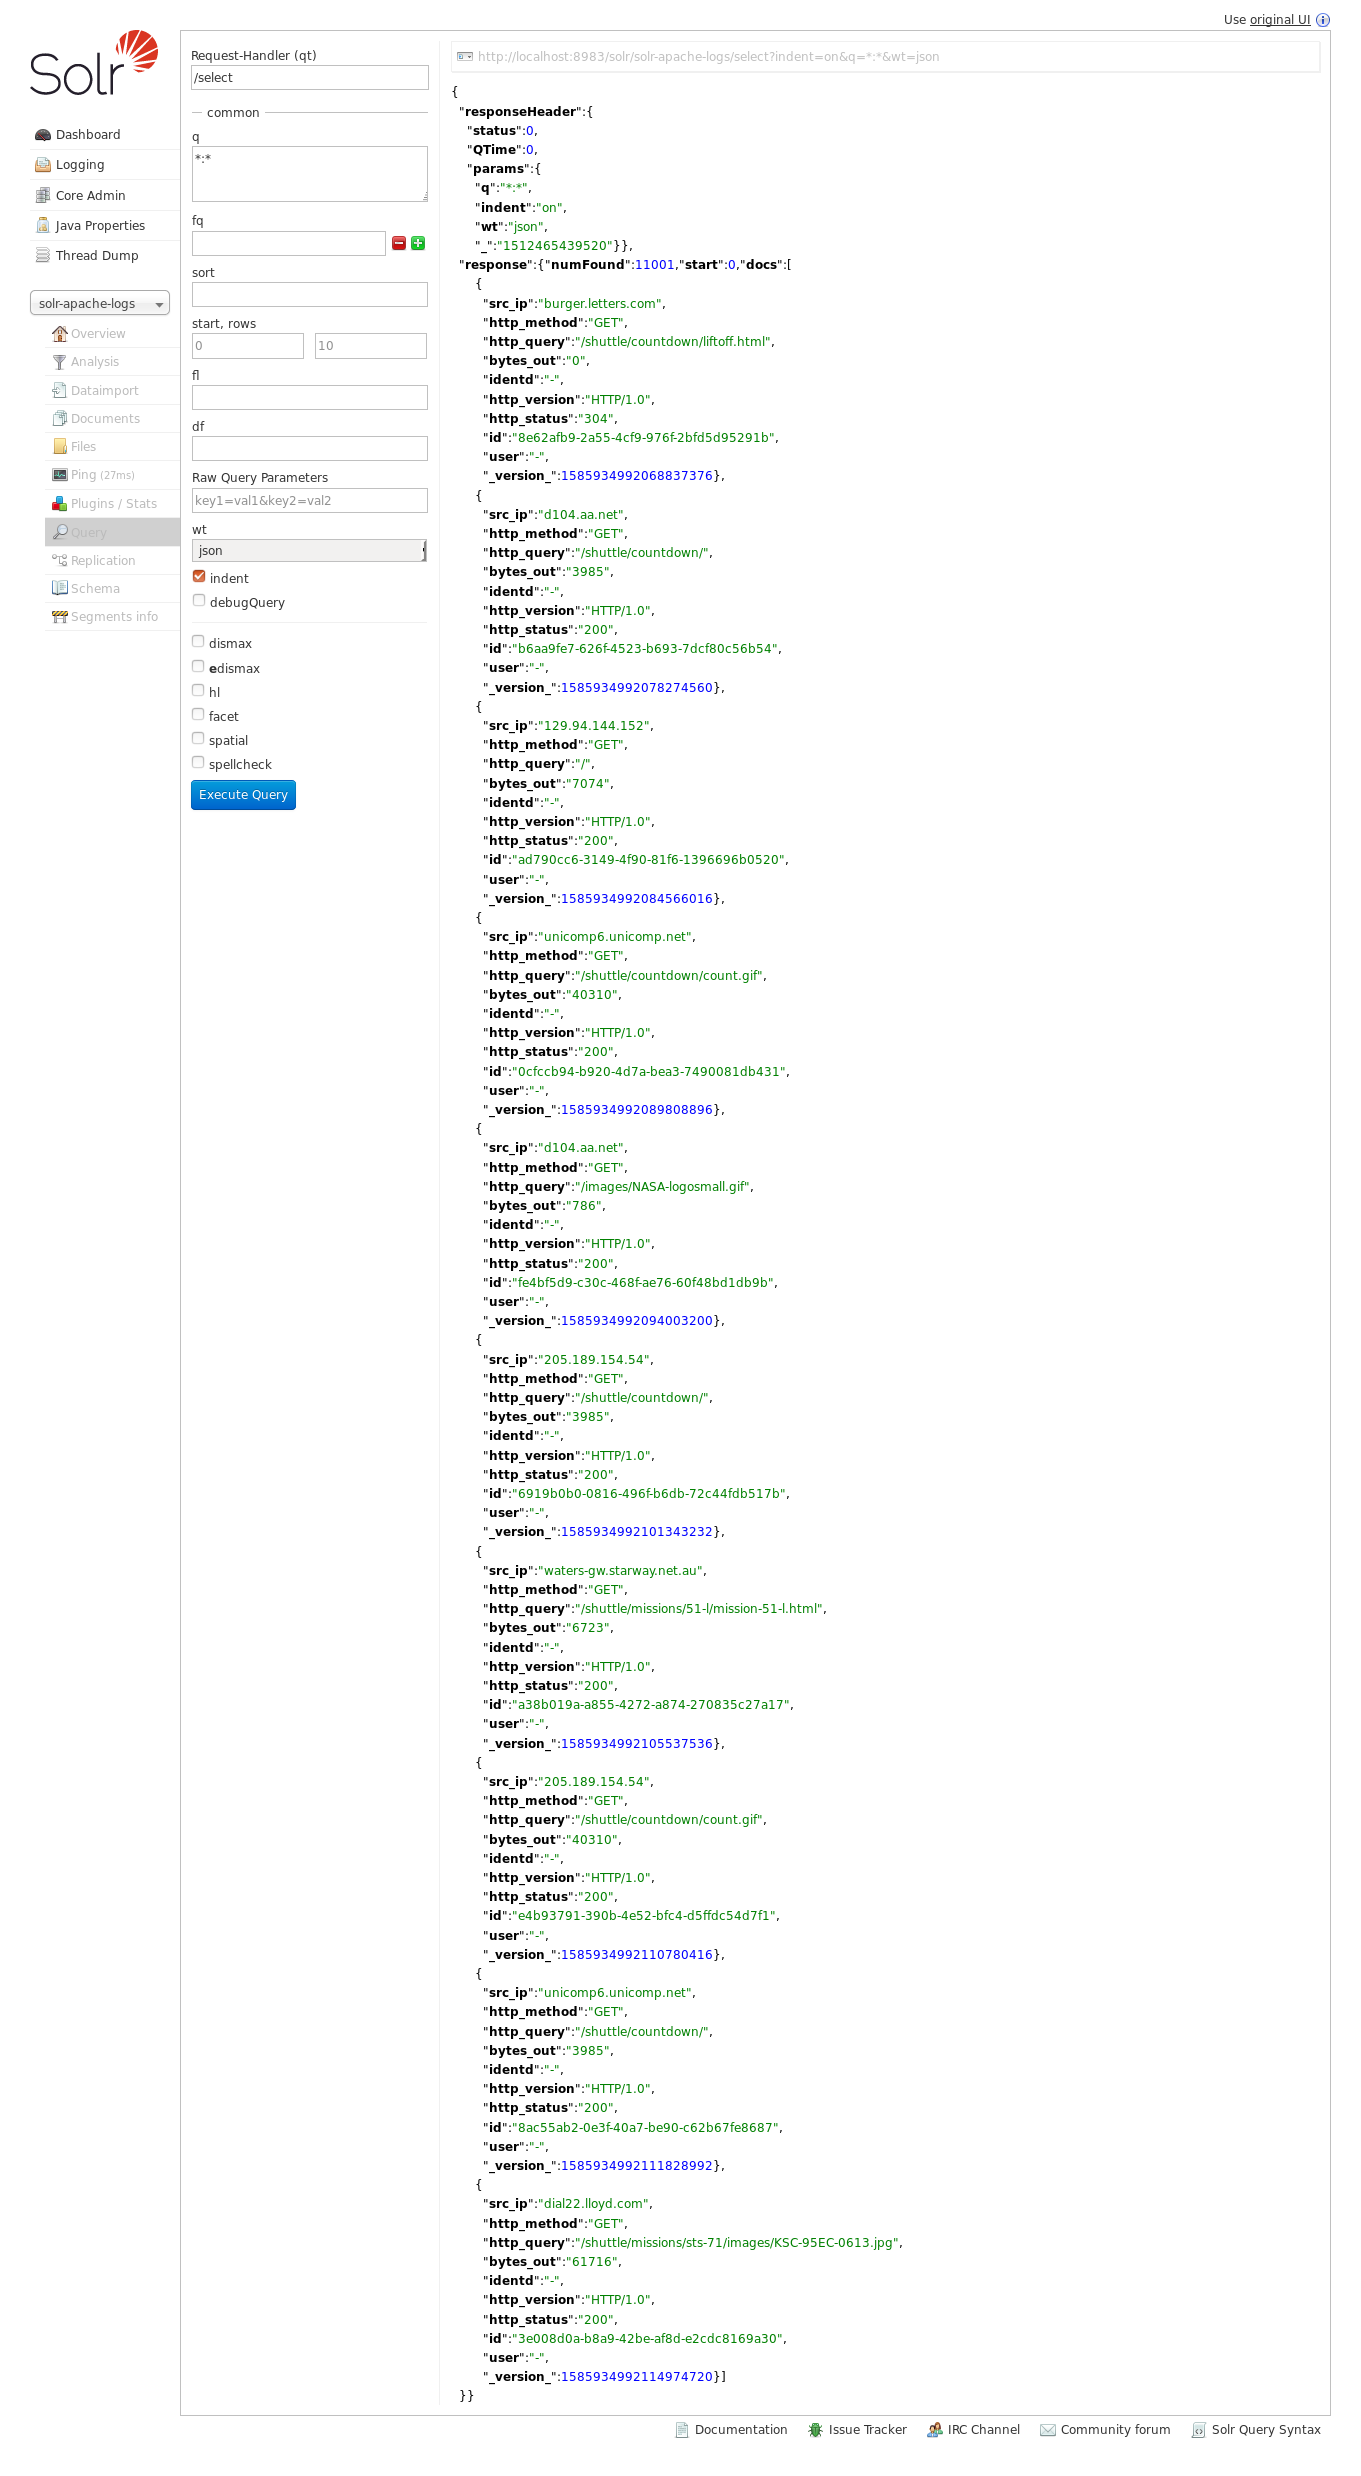 Use original UI
Solr
Dashboard
Logging
Core Admin
Java Properties
Thread Dump
solr-apache-logs
Overview
Analysis
Dataimport
Documents
Files
Ping (27ms)
Plugins / Stats
Query
Replication
Schema
Segments info
Request-Handler (qt)
/select
common
q
*:*
fq
sort
start, rows
0 10
fl
df
Raw Query Parameters
key1=val1&key2=val2
wt
json
indent
debugQuery
dismax
edismax
hl
facet
spatial
spellcheck
Execute Query
http://localhost:8983/solr/solr-apache-logs/select?indent=on&q=*:*&wt=json
{
"responseHeader":{
"status":0,
"QTime":0,
"params":{
"q":"*:*",
"indent":"on",
"wt":"json",
"_":"1512465439520"}},
"response":{"numFound":11001,"start":0,"docs":[
{
"src_ip":"burger.letters.com",
"http_method":"GET",
"http_query":"/shuttle/countdown/liftoff.html",
"bytes_out":"0",
"identd":"-",
"http_version":"HTTP/1.0",
"http_status":"304",
"id":"8e62afb9-2a55-4cf9-976f-2bfd5d95291b",
"user":"-",
"_version_":1585934992068837376},
{
"src_ip":"d104.aa.net",
"http_method":"GET",
"http_query":"/shuttle/countdown/",
"bytes_out":"3985",
"identd":"-",
"http_version":"HTTP/1.0",
"http_status":"200",
"id":"b6aa9fe7-626f-4523-b693-7dcf80c56b54",
"user":"-",
"_version_":1585934992078274560},
{
"src_ip":"129.94.144.152",
"http_method":"GET",
"http_query":"/",
"bytes_out":"7074",
"identd":"-",
"http_version":"HTTP/1.0",
"http_status":"200",
"id":"ad790cc6-3149-4f90-81f6-1396696b0520",
"user":"-",
"_version_":1585934992084566016},
{
"src_ip":"unicomp6.unicomp.net",
"http_method":"GET",
"http_query":"/shuttle/countdown/count.gif",
"bytes_out":"40310",
"identd":"-",
"http_version":"HTTP/1.0",
"http_status":"200",
"id":"0cfccb94-b920-4d7a-bea3-7490081db431",
"user":"-",
"_version_":1585934992089808896},
{
"src_ip":"d104.aa.net",
"http_method":"GET",
"http_query":"/images/NASA-logosmall.gif",
"bytes_out":"786",
"identd":"-",
"http_version":"HTTP/1.0",
"http_status":"200",
"id":"fe4bf5d9-c30c-468f-ae76-60f48bd1db9b",
"user":"-",
"_version_":1585934992094003200},
{
"src_ip":"205.189.154.54",
"http_method":"GET",
"http_query":"/shuttle/countdown/",
"bytes_out":"3985",
"identd":"-",
"http_version":"HTTP/1.0",
"http_status":"200",
"id":"6919b0b0-0816-496f-b6db-72c44fdb517b",
"user":"-",
"_version_":1585934992101343232},
{
"src_ip":"waters-gw.starway.net.au",
"http_method":"GET",
"http_query":"/shuttle/missions/51-l/mission-51-l.html",
"bytes_out":"6723",
"identd":"-",
"http_version":"HTTP/1.0",
"http_status":"200",
"id":"a38b019a-a855-4272-a874-270835c27a17",
"user":"-",
"_version_":1585934992105537536},
{
"src_ip":"205.189.154.54",
"http_method":"GET",
"http_query":"/shuttle/countdown/count.gif",
"bytes_out":"40310",
"identd":"-",
"http_version":"HTTP/1.0",
"http_status":"200",
"id":"e4b93791-390b-4e52-bfc4-d5ffdc54d7f1",
"user":"-",
"_version_":1585934992110780416},
{
"src_ip":"unicomp6.unicomp.net",
"http_method":"GET",
"http_query":"/shuttle/countdown/",
"bytes_out":"3985",
"identd":"-",
"http_version":"HTTP/1.0",
"http_status":"200",
"id":"8ac55ab2-0e3f-40a7-be90-c62b67fe8687",
"user":"-",
"_version_":1585934992111828992},
{
"src_ip":"dial22.lloyd.com",
"http_method":"GET",
"http_query":"/shuttle/missions/sts-71/images/KSC-95EC-0613.jpg",
"bytes_out":"61716",
"identd":"-",
"http_version":"HTTP/1.0",
"http_status":"200",
"id":"3e008d0a-b8a9-42be-af8d-e2cdc8169a30",
"user":"-",
"_version_":1585934992114974720}]
}}
Documentation Issue Tracker IRC Channel Community forum Solr Query Syntax